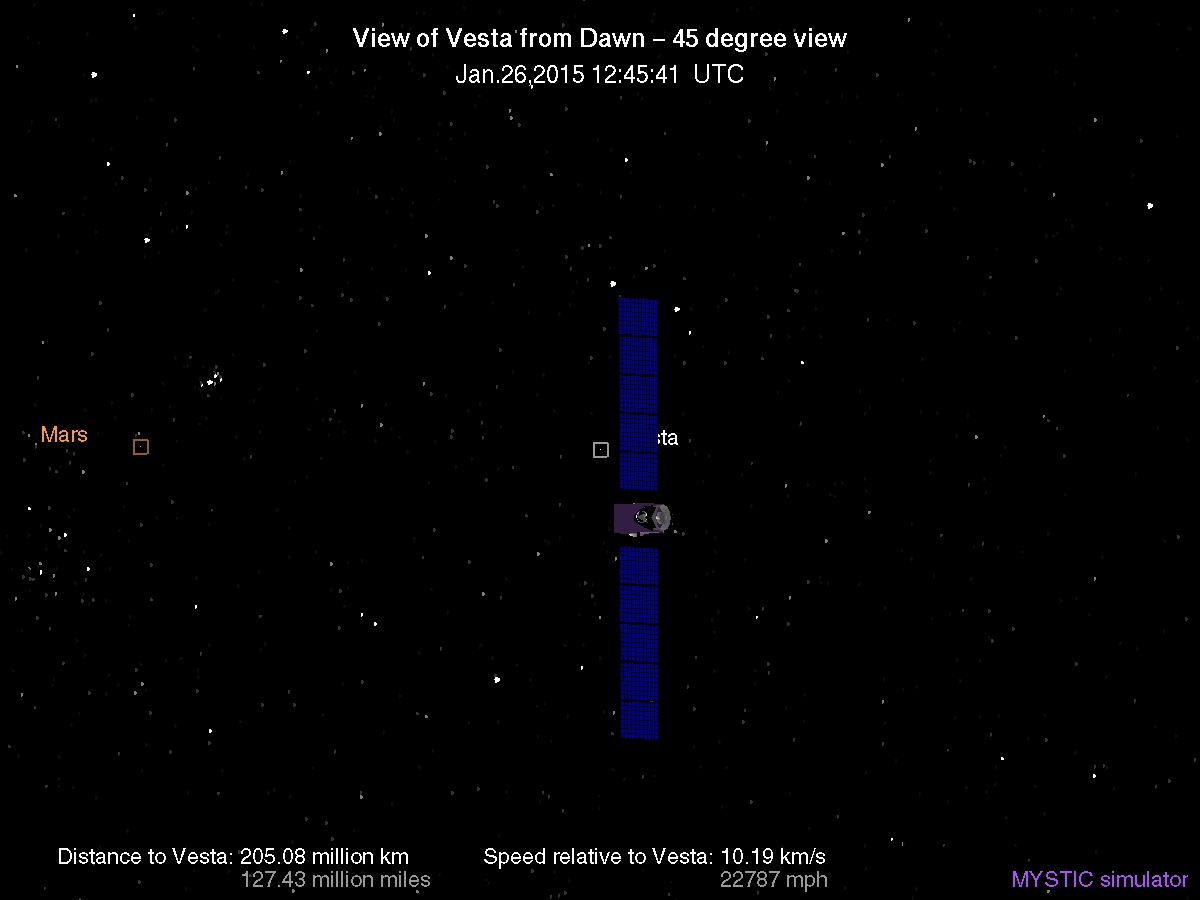 View of Vesta from Dawn – 45 degree view
Jan.26,2015 12:45:41 UTC
Mars
sta
Distance to Vesta: 205.08 million km
127.43 million miles
Speed relative to Vesta: 10.19 km/s
22787 mph
MYSTIC simulator